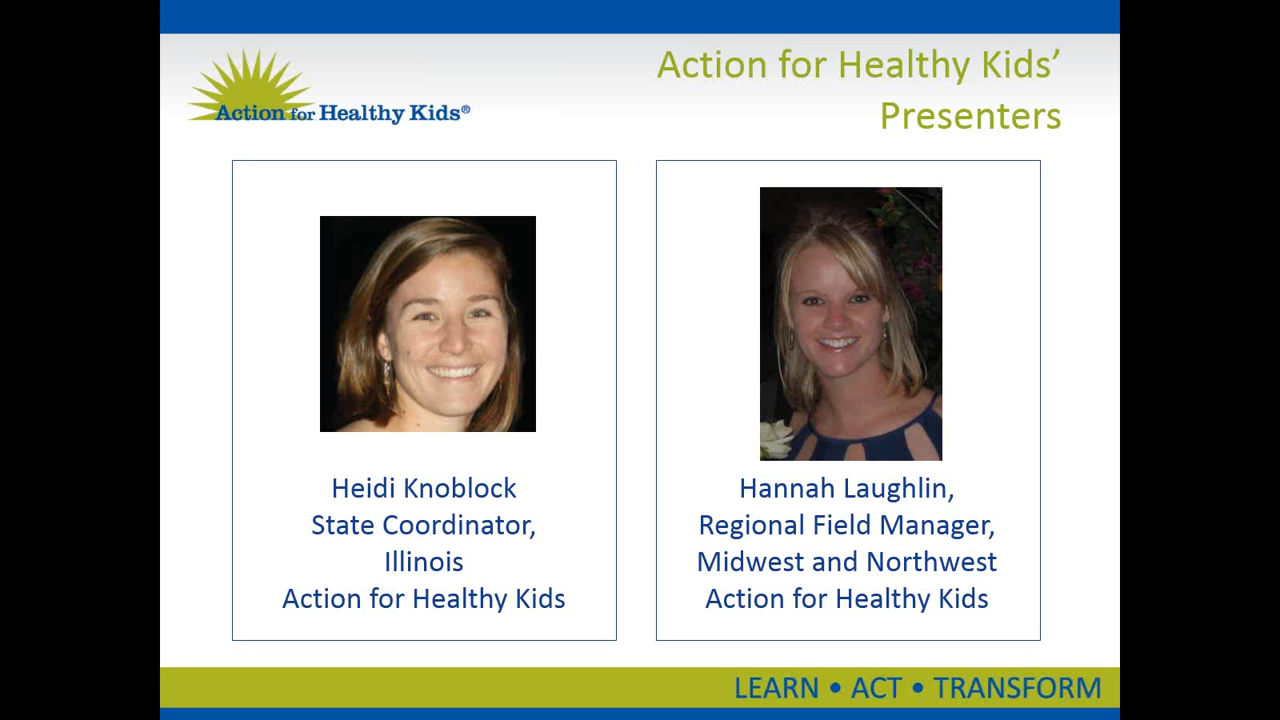 Action for Healthy Kids®
Action for Healthy Kids’
Presenters
Heidi Knoblock
State Coordinator,
Illinois
Action for Healthy Kids
Hannah Laughlin,
Regional Field Manager,
Midwest and Northwest
Action for Healthy Kids
LEARN • ACT • TRANSFORM